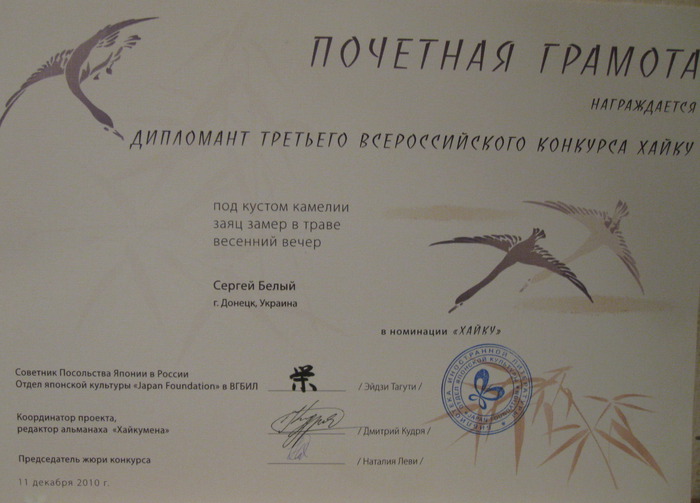 ПОЧЕТНАЯ ГРАМОТА
НАГРАЖДАЕТСЯ
ДИПЛОМАНТ ТРЕТЬЕГО ВСЕРОССИЙСКОГО КОНКУРСА ХАЙКУ
под кустом камелии
заяц замер в траве
весенний вечер
Сергей Белый
г. Донецк, Украина
в номинации «ХАЙКУ»
Советник Посольства Японии в России
Отдел японской культуры «Japan Foundation» в ВГБИЛ
/ Эйдзи Тагути /
Координатор проекта,
редактор альманаха «Хайкумена»
/ Дмитрий Кудря /
Председатель жюри конкурса
/ Наталия Леви /
11 декабря 2010 г.